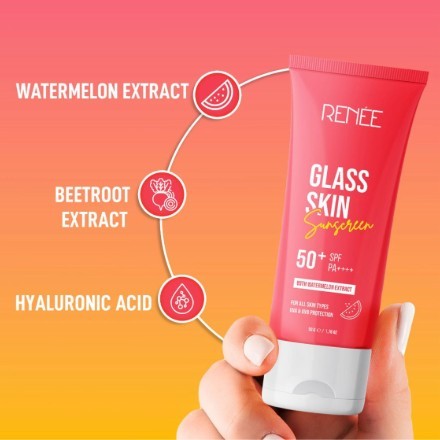 WATERMELON EXTRACT
BEETROOT
EXTRACT
HYALURONIC ACID
RENÉE
GLASS
SKIN
Sunscreen
50+ SPF
PA++++
WITH WATERMELON EXTRACT
FOR ALL SKIN TYPES
UVA & UVB PROTECTION